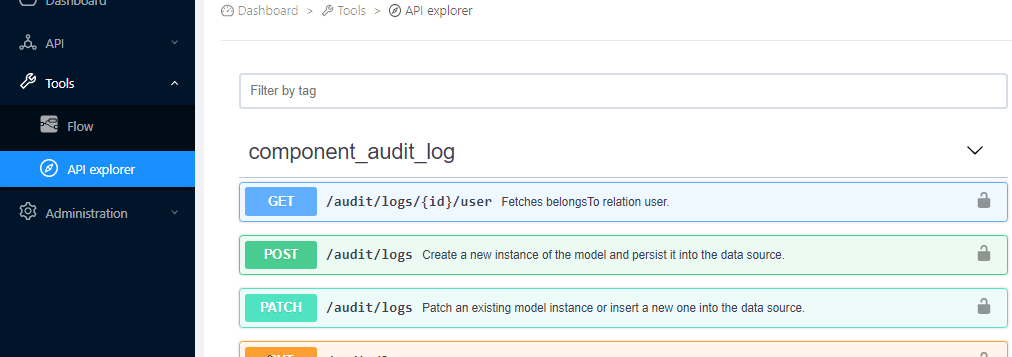 Dashboard
API
Tools
Flow
API explorer
Administration
Dashboard > Tools > API explorer
Filter by tag
component_audit_log
GET /audit/logs/{id}/user Fetches belongsTo relation user.
POST /audit/logs Create a new instance of the model and persist it into the data source.
PATCH /audit/logs Patch an existing model instance or insert a new one into the data source.